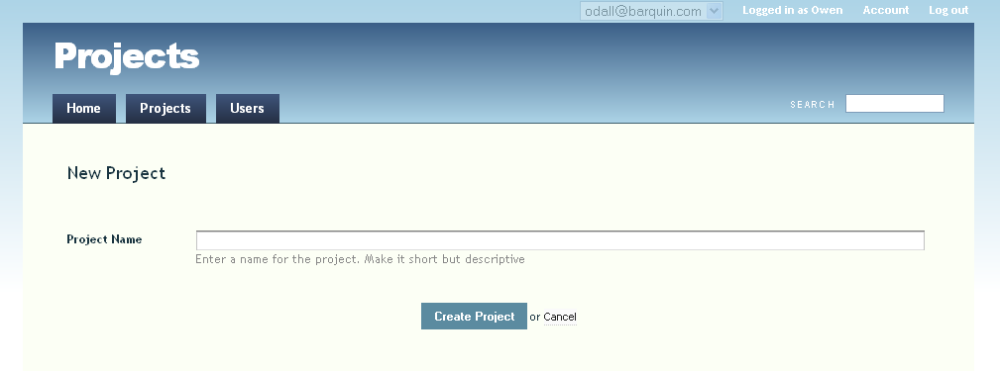 odall@barquin.com Logged in as Owen Account Log out
Projects
Home Projects Users SEARCH
New Project
Project Name
Enter a name for the project. Make it short but descriptive
Create Project or Cancel